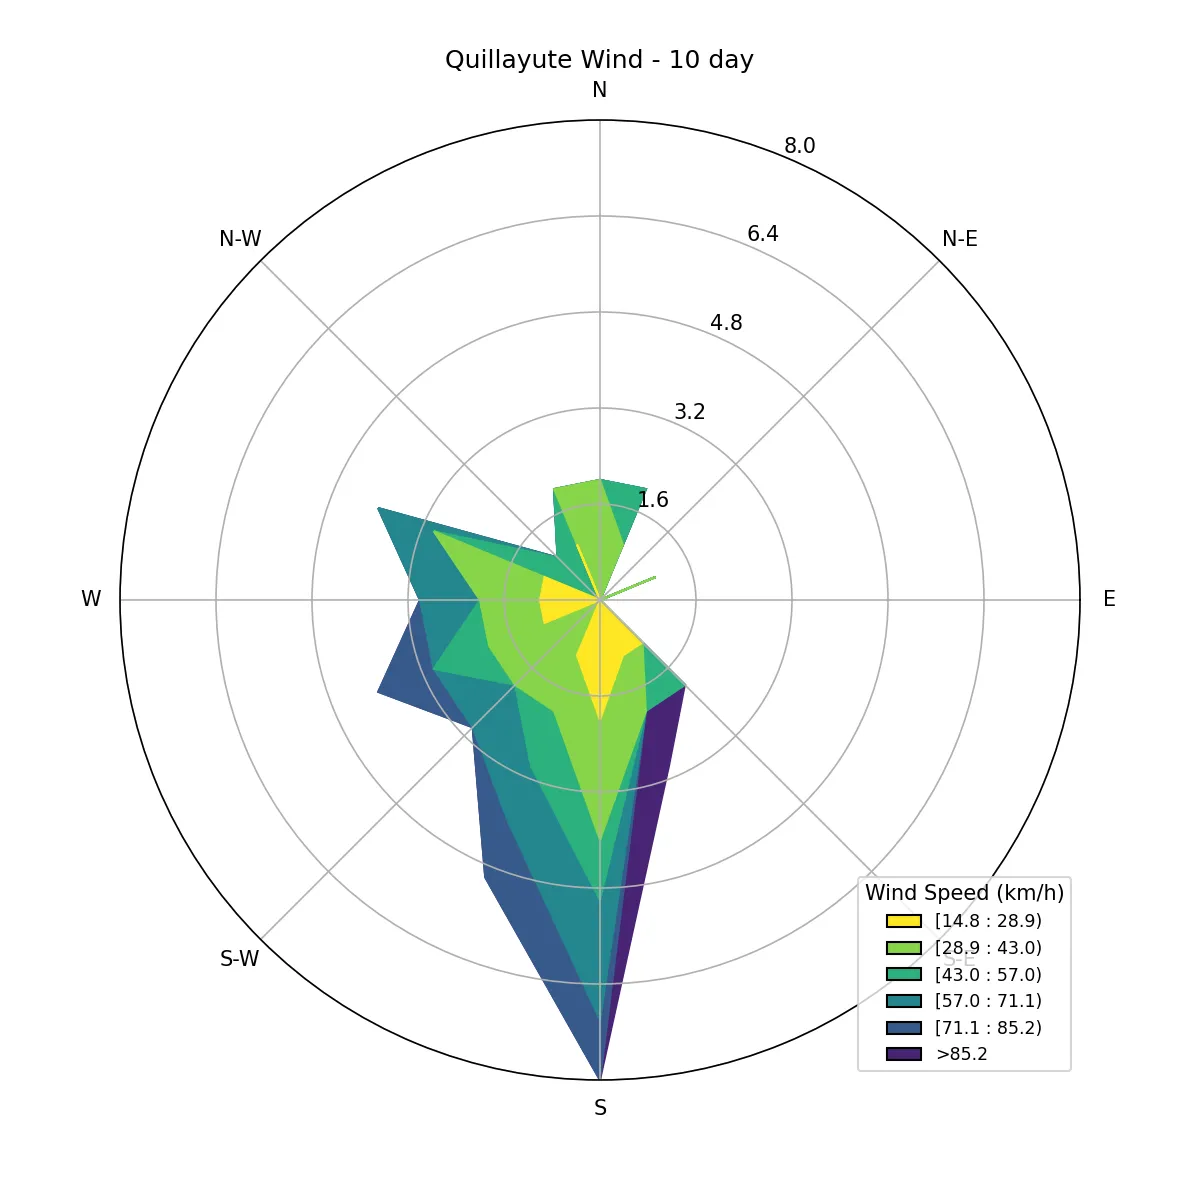 Quillayute Wind - 10 day
N
8.0
N-W
6.4
N-E
4.8
3.2
1.6
W
E
Wind Speed (km/h)
[14.8 : 28.9)
[28.9 : 43.0)
S-W
S-E
[43.0 : 57.0)
[57.0 : 71.1)
[71.1 : 85.2)
>85.2
S